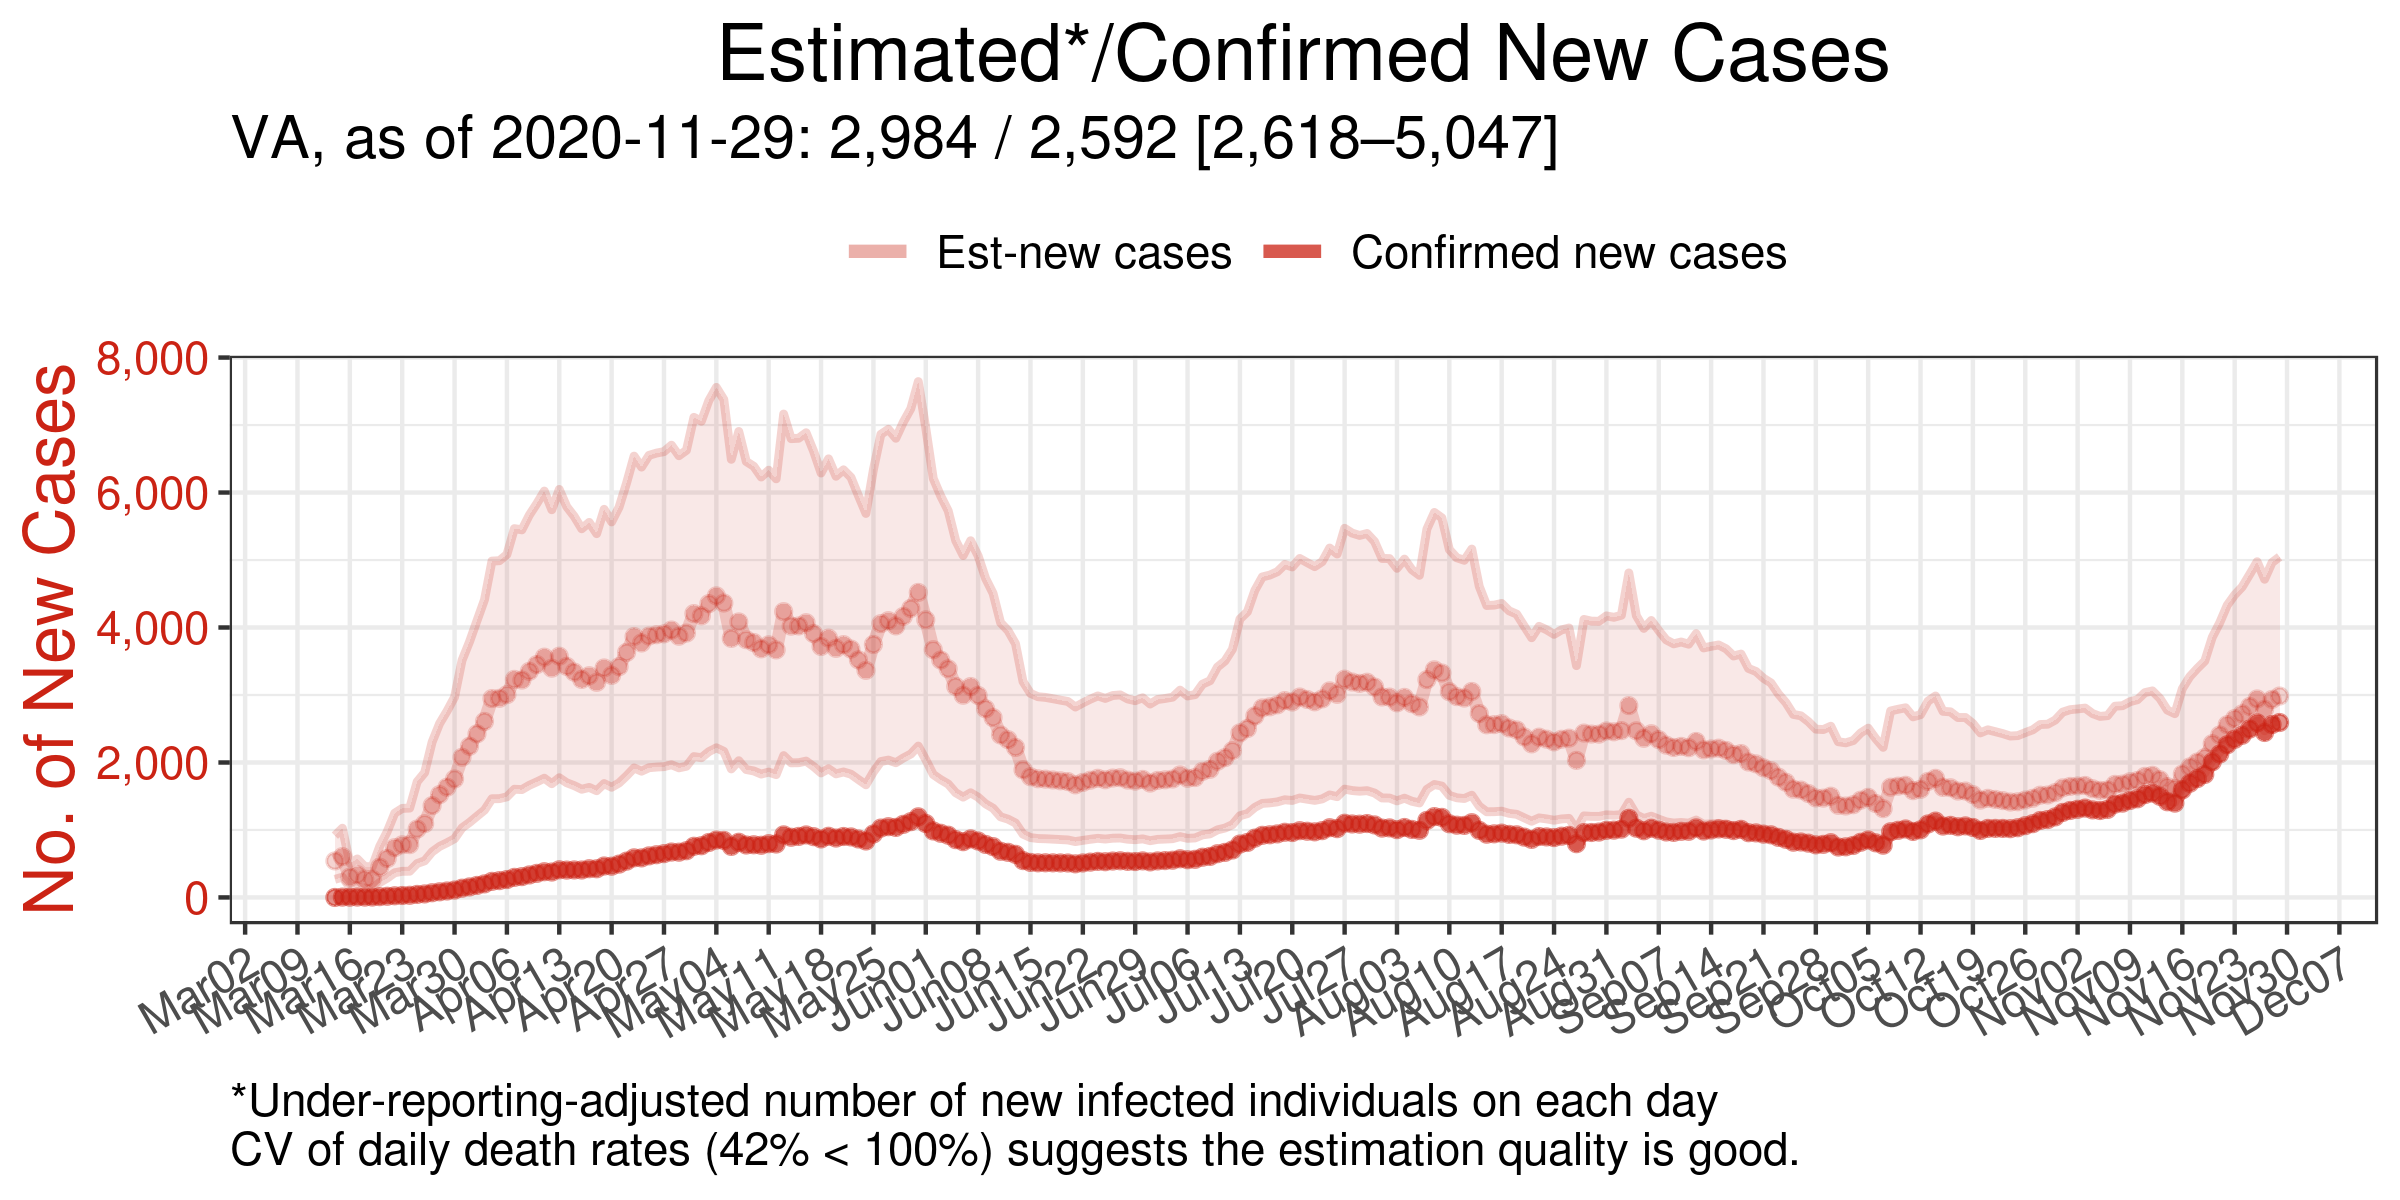 Estimated*/Confirmed New Cases
VA, as of 2020-11-29: 2,984 / 2,592 [2,618–5,047]
Est-new cases Confirmed new cases
No. of New Cases
8,000
6,000
4,000
2,000
0
Mar02 Mar09 Mar16 Mar23 Mar30 Apr06 Apr13 Apr20 Apr27 May04 May11 May18 May25 Jun01 Jun08 Jun15 Jun22 Jun29 Jul06 Jul13 Jul20 Jul27 Aug03 Aug10 Aug17 Aug24 Aug31 Sep07 Sep14 Sep21 Sep28 Oct05 Oct12 Oct19 Oct26 Nov02 Nov09 Nov16 Nov23 Nov30 Dec07
*Under-reporting-adjusted number of new infected individuals on each day
CV of daily death rates (42% < 100%) suggests the estimation quality is good.